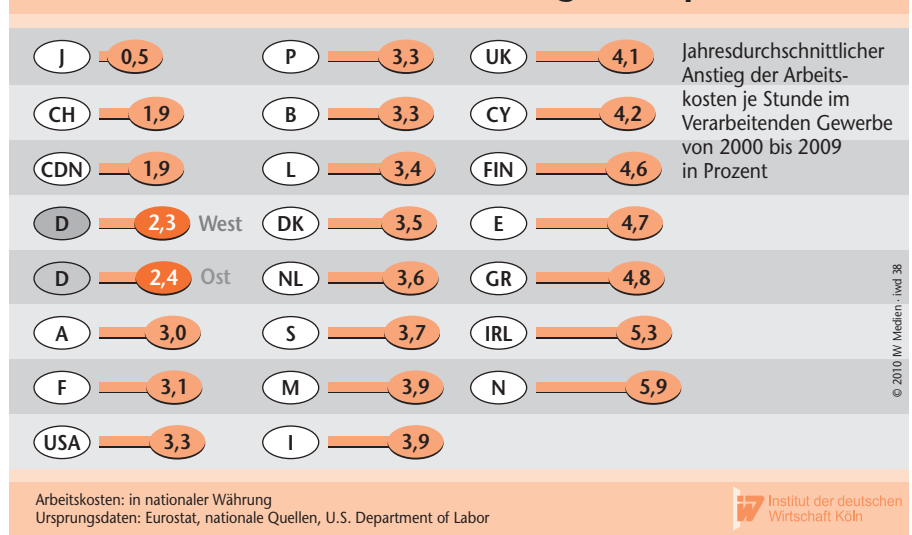 J 0,5
CH 1,9
CDN 1,9
D 2,3 West
D 2,4 Ost
A 3,0
F 3,1
USA 3,3
P 3,3
B 3,3
L 3,4
DK 3,5
NL 3,6
S 3,7
M 3,9
I 3,9
UK 4,1
CY 4,2
FIN 4,6
E 4,7
GR 4,8
IRL 5,3
N 5,9
Jahresdurchschnittlicher
Anstieg der Arbeits-
kosten je Stunde im
Verarbeitenden Gewerbe
von 2000 bis 2009
in Prozent
© 2010 IW Medien · iwd 38
Arbeitskosten: in nationaler Währung
Ursprungsdaten: Eurostat, nationale Quellen, U.S. Department of Labor
iw Institut der deutschen
Wirtschaft Köln